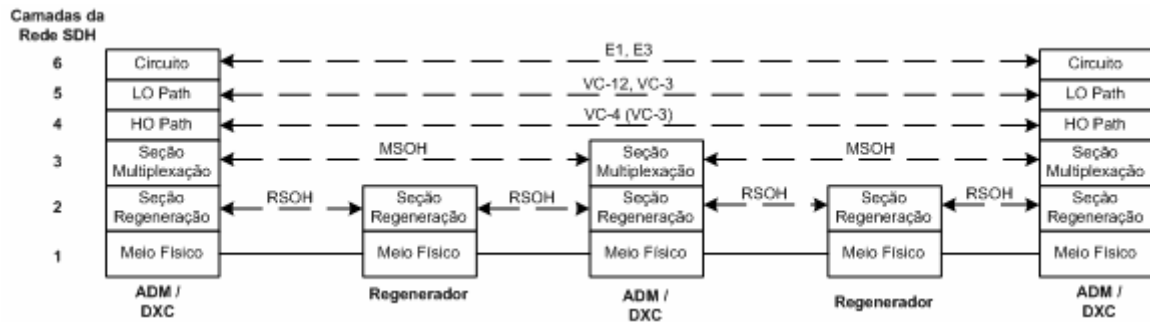 Camadas da
Rede SDH
6
Circuito
E1, E3
Circuito
5
LO Path
VC-12, VC-3
LO Path
4
HO Path
VC-4 (VC-3)
HO Path
3
Seção
Multiplexação
MSOH
Seção
Multiplexação
MSOH
Seção
Multiplexação
2
Seção
Regeneração
RSOH
Seção
Regeneração
RSOH
Seção
Regeneração
RSOH
Seção
Regeneração
RSOH
Seção
Regeneração
1
Meio Físico
Meio Físico
Meio Físico
Meio Físico
Meio Físico
ADM /
DXC
Regenerador
ADM /
DXC
Regenerador
ADM /
DXC